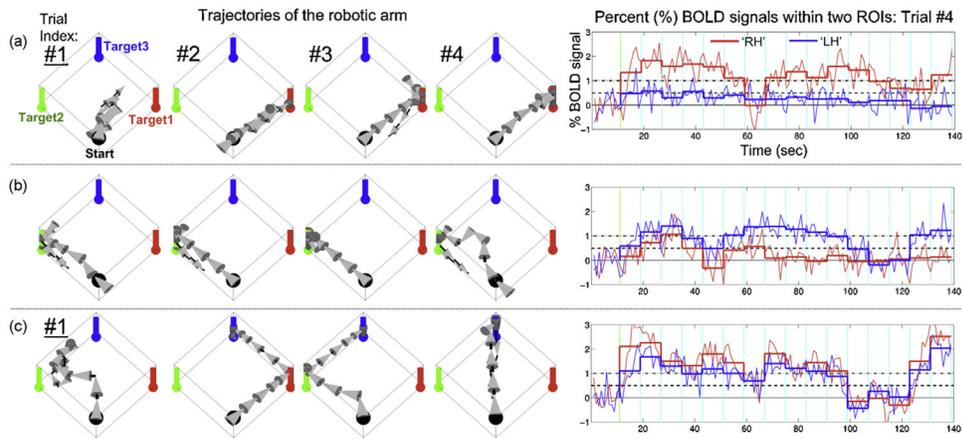 Trajectories of the robotic arm
Percent (%) BOLD signals within two ROIs: Trial #4
Trial
Index:
(a)
#1
#2
#3
#4
Target3
Target2
Target1
Start
'RH'
'LH'
% BOLD signal
3
2
1
0
−1
20
40
60
80
100
120
140
Time (sec)
(b)
3
2
1
0
−1
20
40
60
80
100
120
140
(c)
#1
3
2
1
0
−1
20
40
60
80
100
120
140